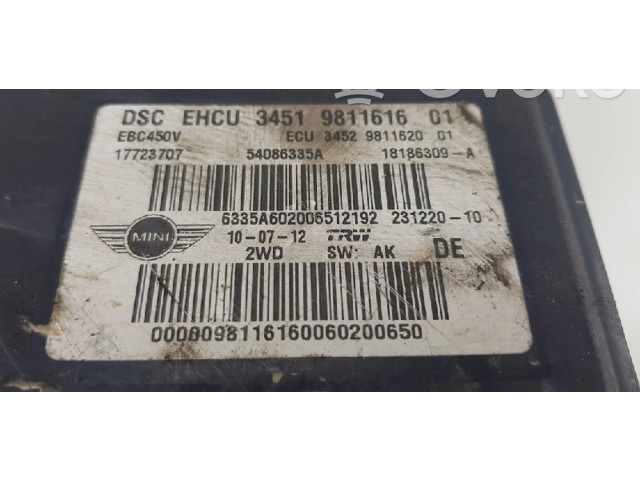 DSC EHCU 3451 9811616 01
EBC450V ECU 3452 9811620 01
17723707 54086335A 18186309-A
6335A602006512192 231220-10
MINI 10-07-12 TRW DE
2WD SW: AK
0000098116160060200650